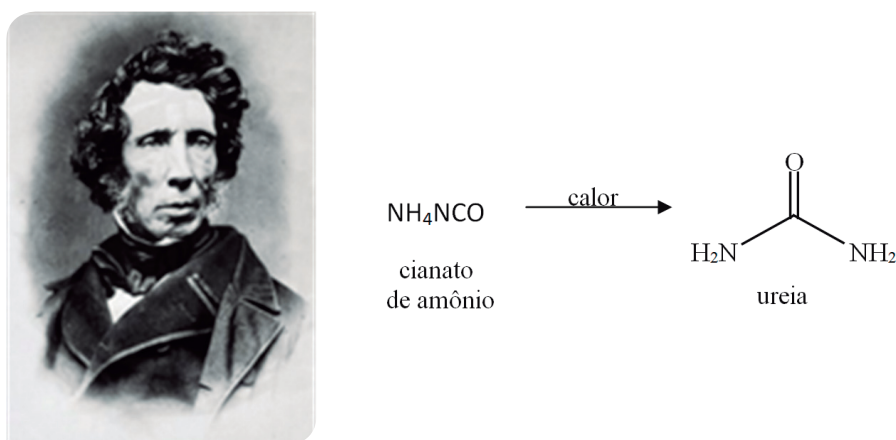 NH₄NCO
cianato
de amônio
calor
O
H₂N
NH₂
ureia